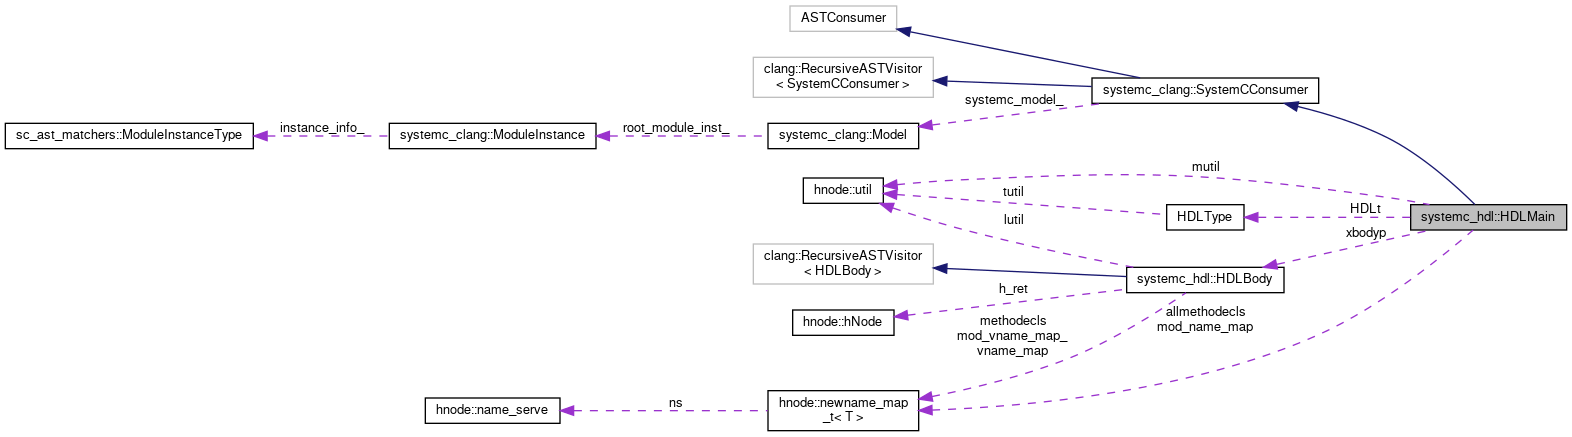 ASTConsumer
clang::RecursiveASTVisitor
< SystemCConsumer >
systemc_clang::SystemCConsumer
systemc_model_
sc_ast_matchers::ModuleInstanceType
instance_info_
systemc_clang::ModuleInstance
root_module_inst_
systemc_clang::Model
mutil
hnode::util
tutil
lutil
HDLType
HDLt
systemc_hdl::HDLMain
xbodyp
clang::RecursiveASTVisitor
< HDLBody >
systemc_hdl::HDLBody
h_ret
hnode::hNode
methodecls
mod_vname_map_
vname_map
allmethodecls
mod_name_map
hnode::name_serve
ns
hnode::newname_map
_t< T >